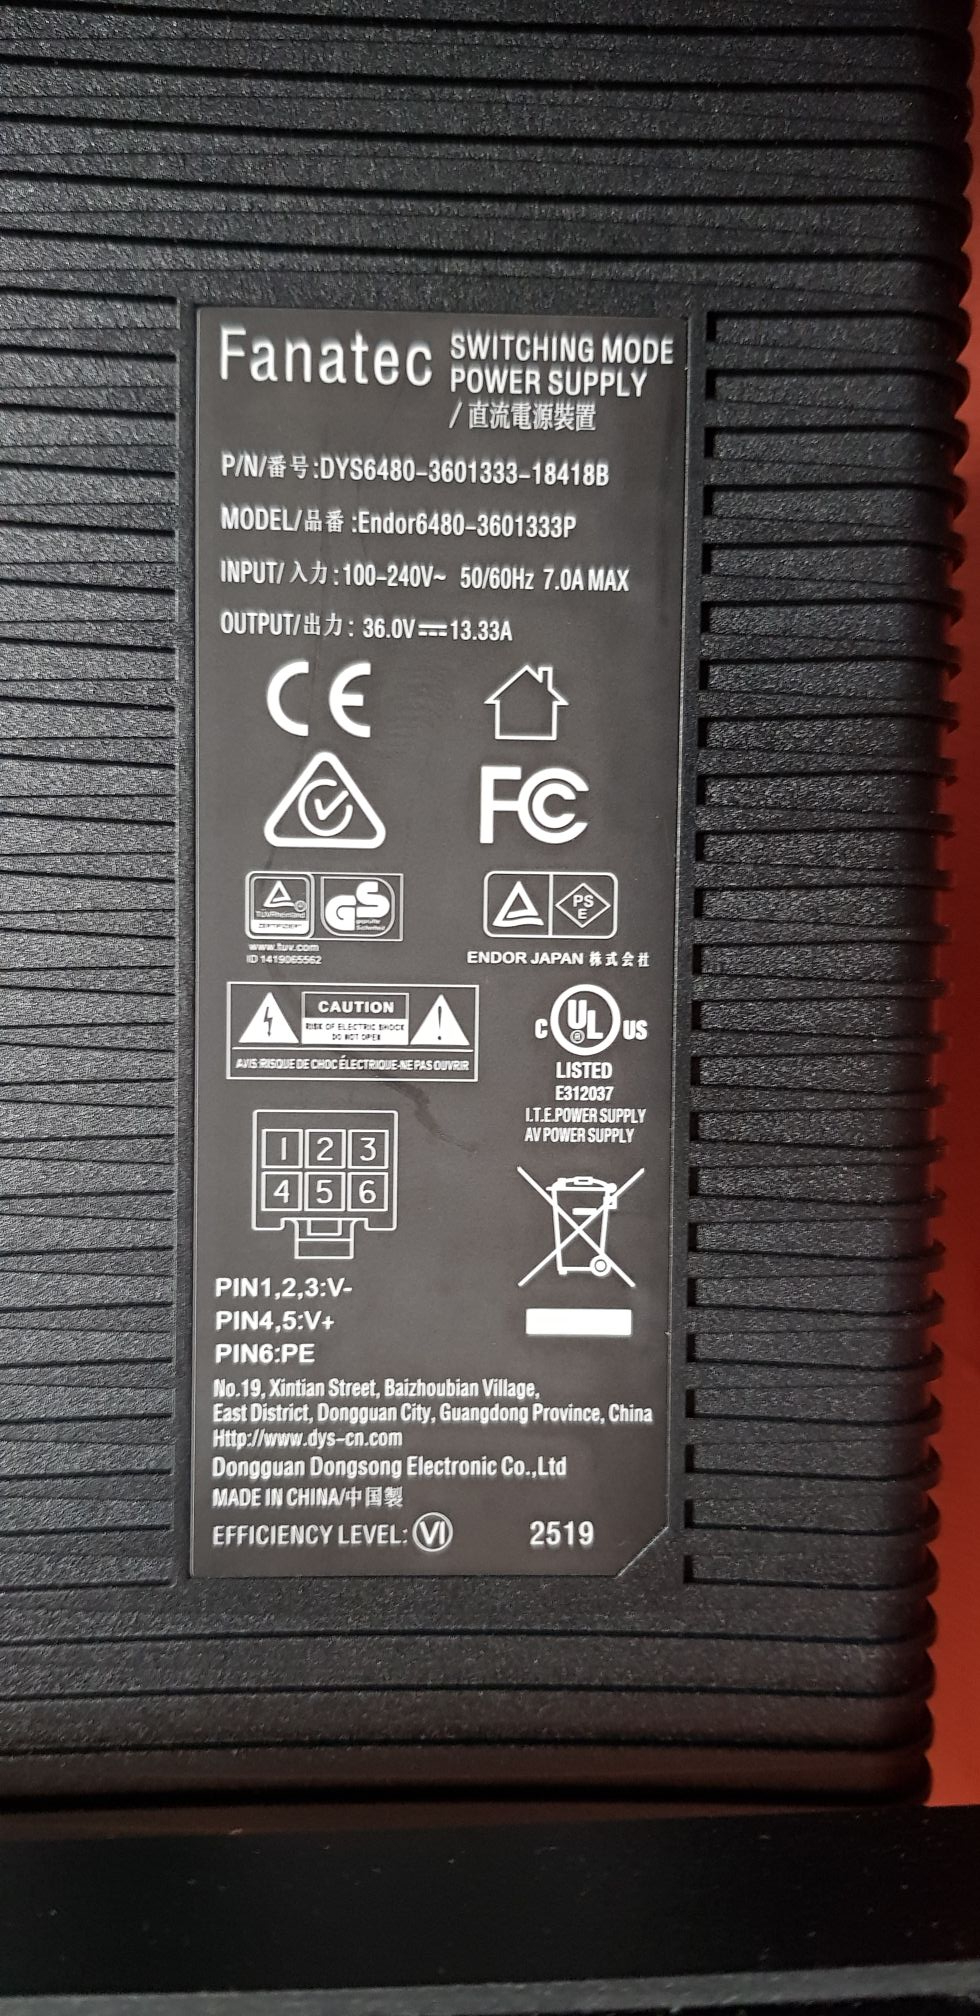 Fanatec SWITCHING MODE
POWER SUPPLY
/直流電源裝置
P/N/番号:DYS6480-3601333-18418B
MODEL/品番:Endor6480-3601333P
INPUT/入力:100-240V~ 50/60Hz 7.0A MAX
OUTPUT/出力: 36.0V⎓13.33A
CE
FC
TÜVRheinland
ZERTIFIZIERT
GS
geprüfte
Sicherheit
www.tuv.com
ID 1419065562
PS
E
ENDOR JAPAN 株式会社
CAUTION
RISK OF ELECTRIC SHOCK
DO NOT OPEN
AVIS:RISQUE DE CHOC ÉLECTRIQUE-NE PAS OUVRIR
C UL US
®
LISTED
E312037
I.T.E.POWER SUPPLY
AV POWER SUPPLY
1 2 3
4 5 6
PIN1,2,3:V-
PIN4,5:V+
PIN6:PE
No.19, Xintian Street, Baizhoubian Village,
East District, Dongguan City, Guangdong Province, China
Http://www.dys-cn.com
Dongguan Dongsong Electronic Co.,Ltd
MADE IN CHINA/中国製
EFFICIENCY LEVEL:VI 2519